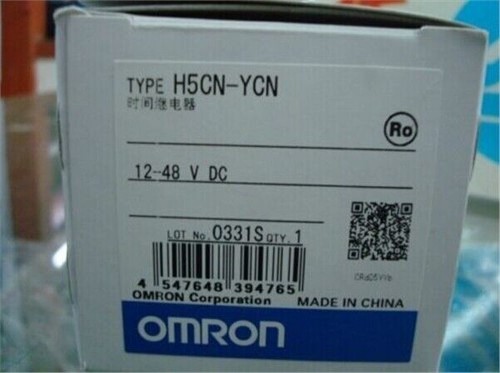 TYPE H5CN-YCN
时间继电器
Ro
12-48 V DC
LOT No. 0331S QTY. 1
4 547648 394765
OMRON Corporation MADE IN CHINA
OMRON